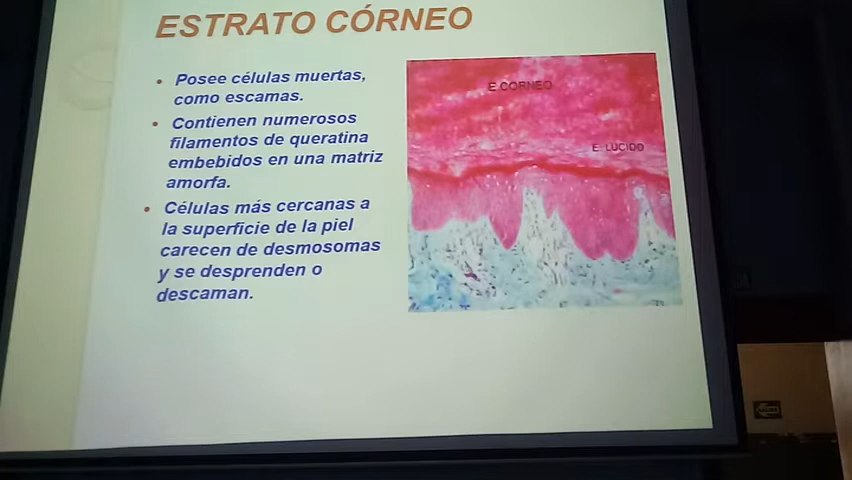 ESTRATO CÓRNEO
Posee células muertas,
como escamas.
Contienen numerosos
filamentos de queratina
embebidos en una matriz
amorfa.
Células más cercanas a
la superficie de la piel
carecen de desmosomas
y se desprenden o
descaman.
E CORNEO
E. LUCIDO